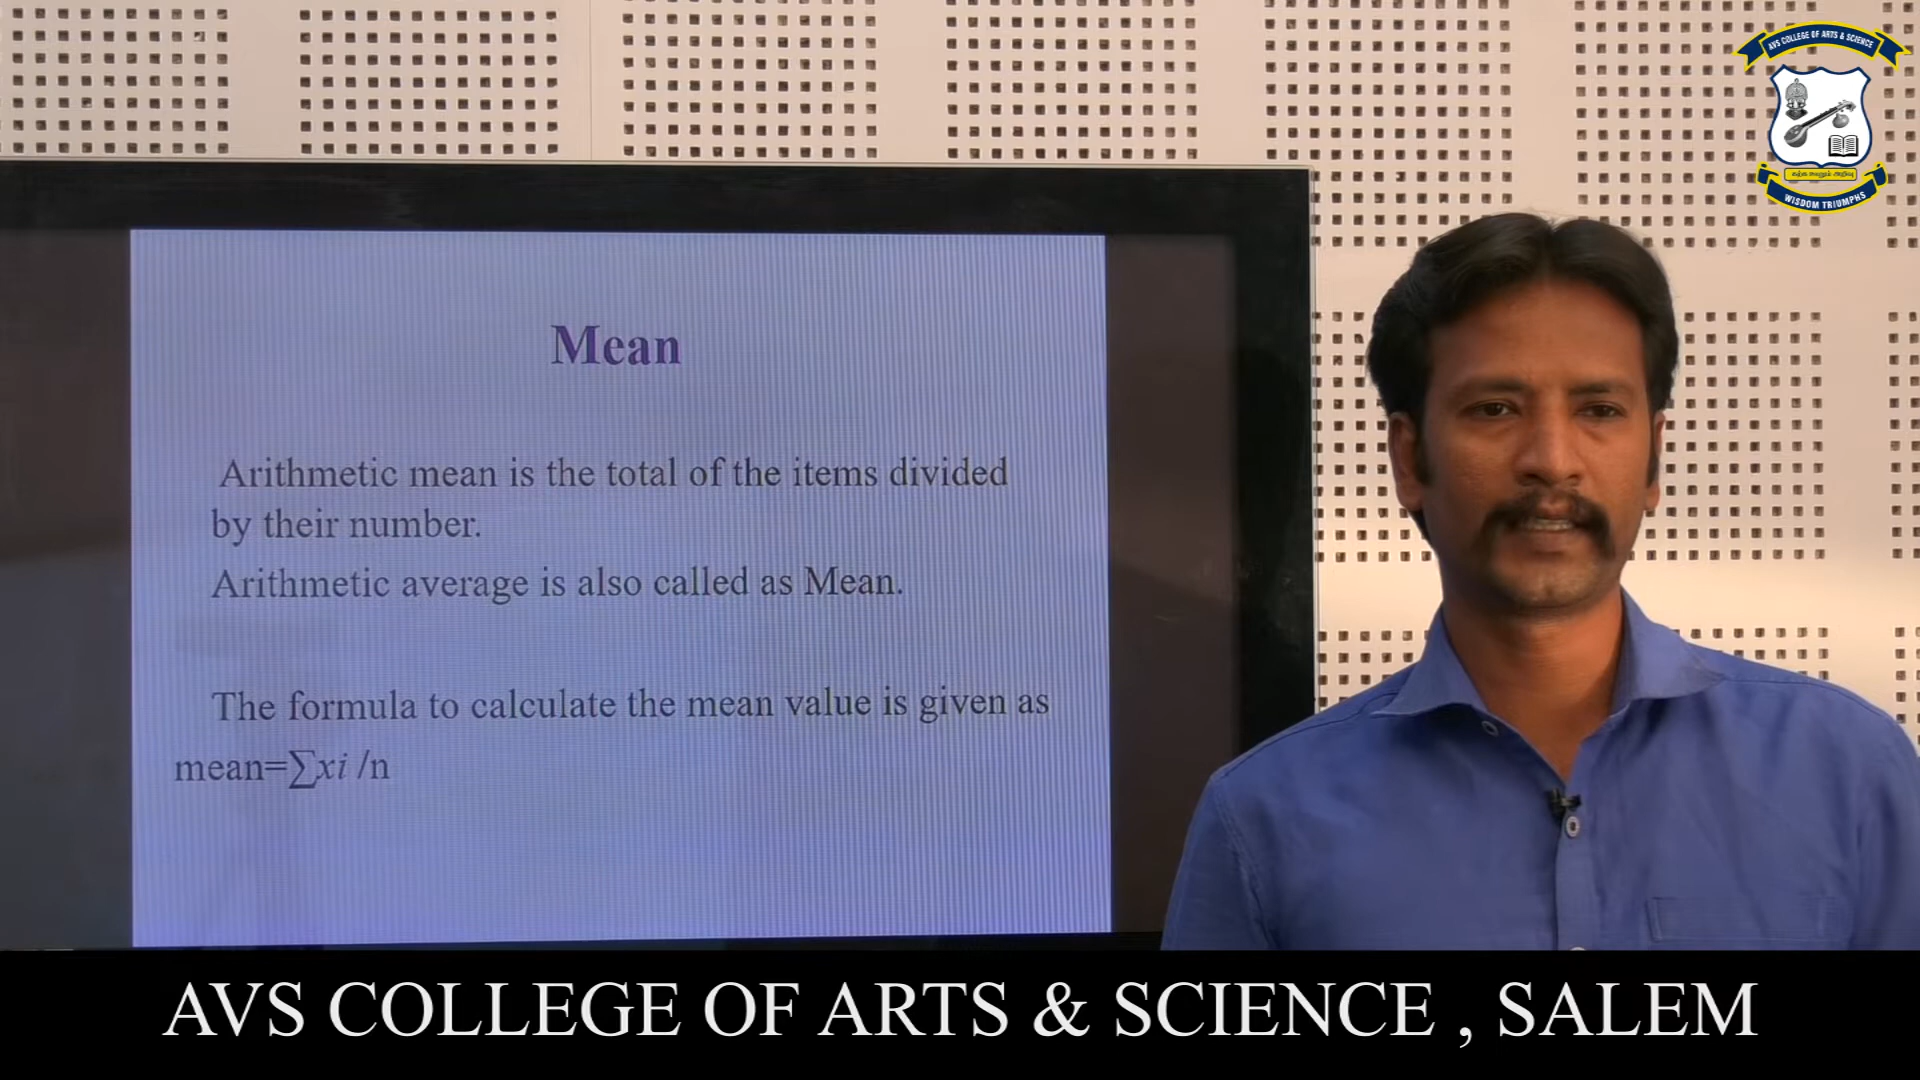 AVS COLLEGE OF ARTS & SCIENCE
WISDOM TRIUMPHS
Mean
Arithmetic mean is the total of the items divided
by their number.
Arithmetic average is also called as Mean.
The formula to calculate the mean value is given as
mean=∑xi /n
AVS COLLEGE OF ARTS & SCIENCE , SALEM